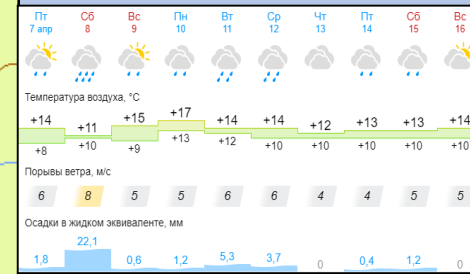 Пт Сб Вс Пн Вт Ср Чт Пт Сб Вс
7 апр 8 9 10 11 12 13 14 15 16
Температура воздуха, °C
+14 +11 +15 +17 +14 +14 +12 +13 +13 +14
+8 +10 +9 +13 +12 +10 +10 +10 +10 +10
Порывы ветра, м/с
6 8 5 5 6 6 4 4 5 5
Осадки в жидком эквиваленте, мм
1,8 22,1 0,6 1,2 5,3 3,7 0 0,4 1,2 0